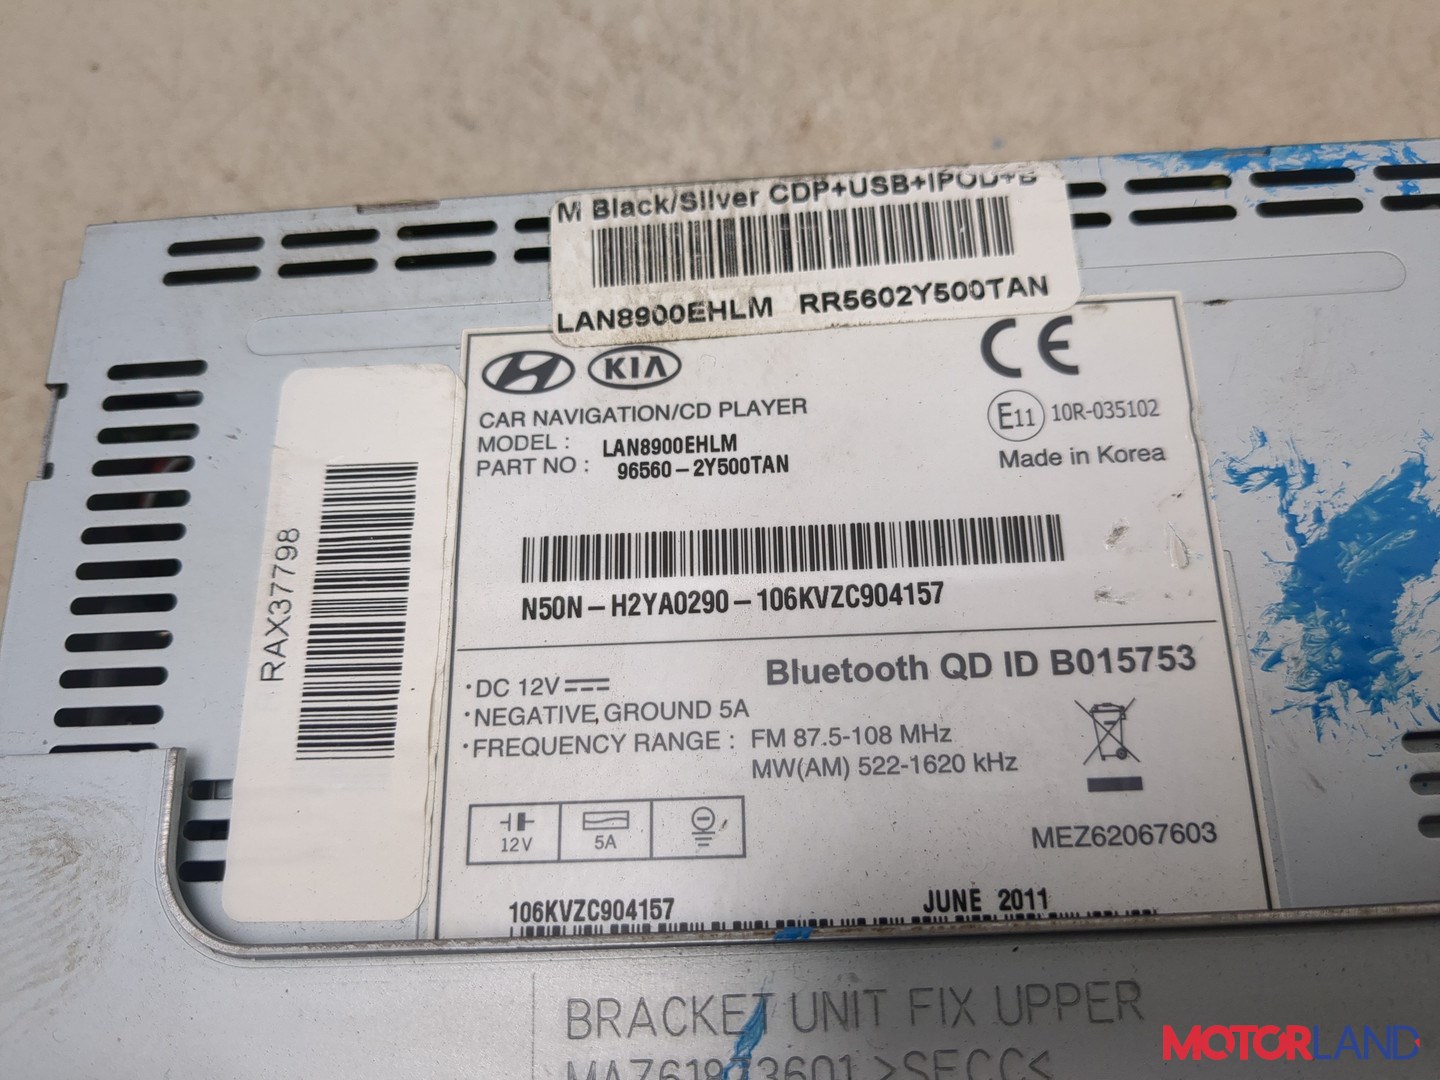 M Black/Silver CDP+USB+IPOD+B
LAN8900EHLM RR5602Y500TAN
KIA
CE
CAR NAVIGATION/CD PLAYER
MODEL : LAN8900EHLM
PART NO : 96560-2Y500TAN
E11 10R-035102
Made in Korea
RAX37798
N50N-H2YA0290-106KVZC904157
Bluetooth QD ID B015753
•DC 12V
•NEGATIVE GROUND 5A
•FREQUENCY RANGE : FM 87.5-108 MHz
MW(AM) 522-1620 kHz
12V 5A
MEZ62067603
106KVZC904157 JUNE 2011
BRACKET UNIT FIX UPPER
MAZ61873601 >SECC<
MOTORLAND